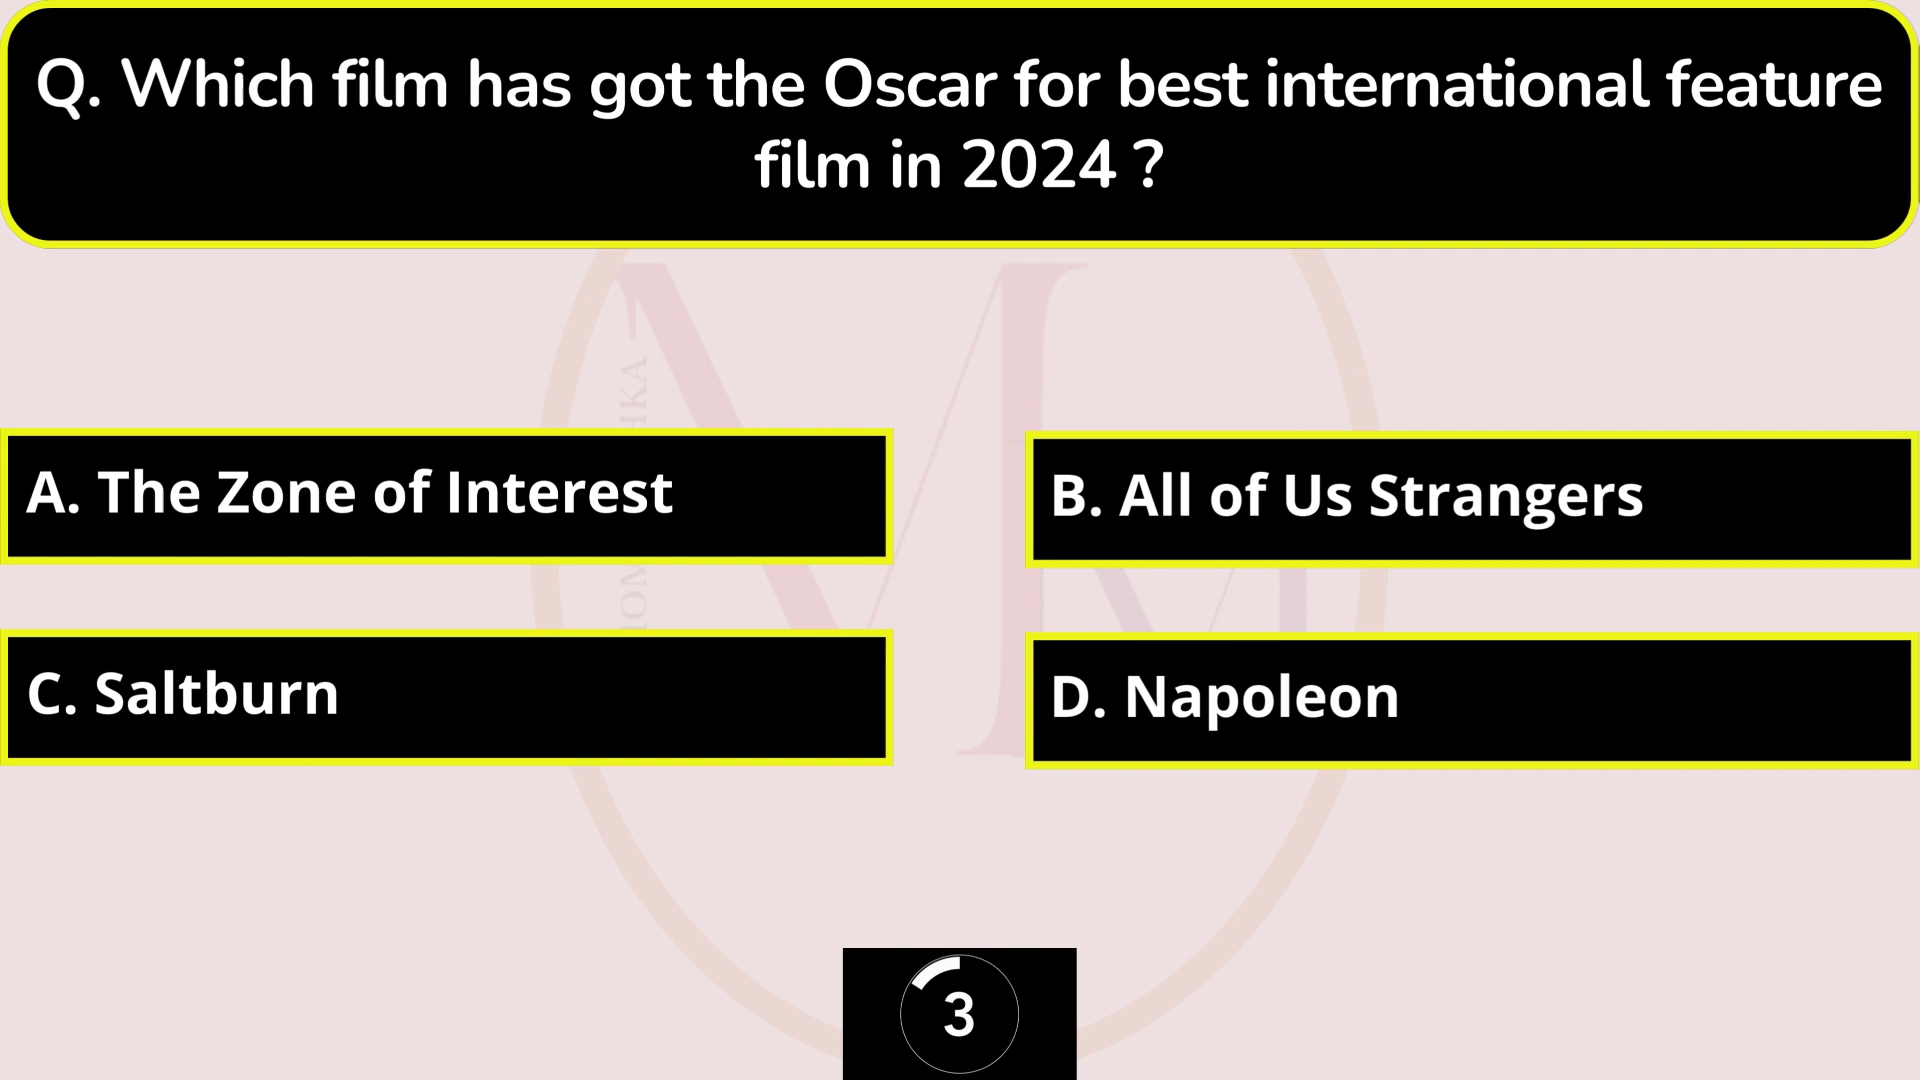 Q. Which film has got the Oscar for best international feature
film in 2024 ?
A. The Zone of Interest
B. All of Us Strangers
C. Saltburn
D. Napoleon
3